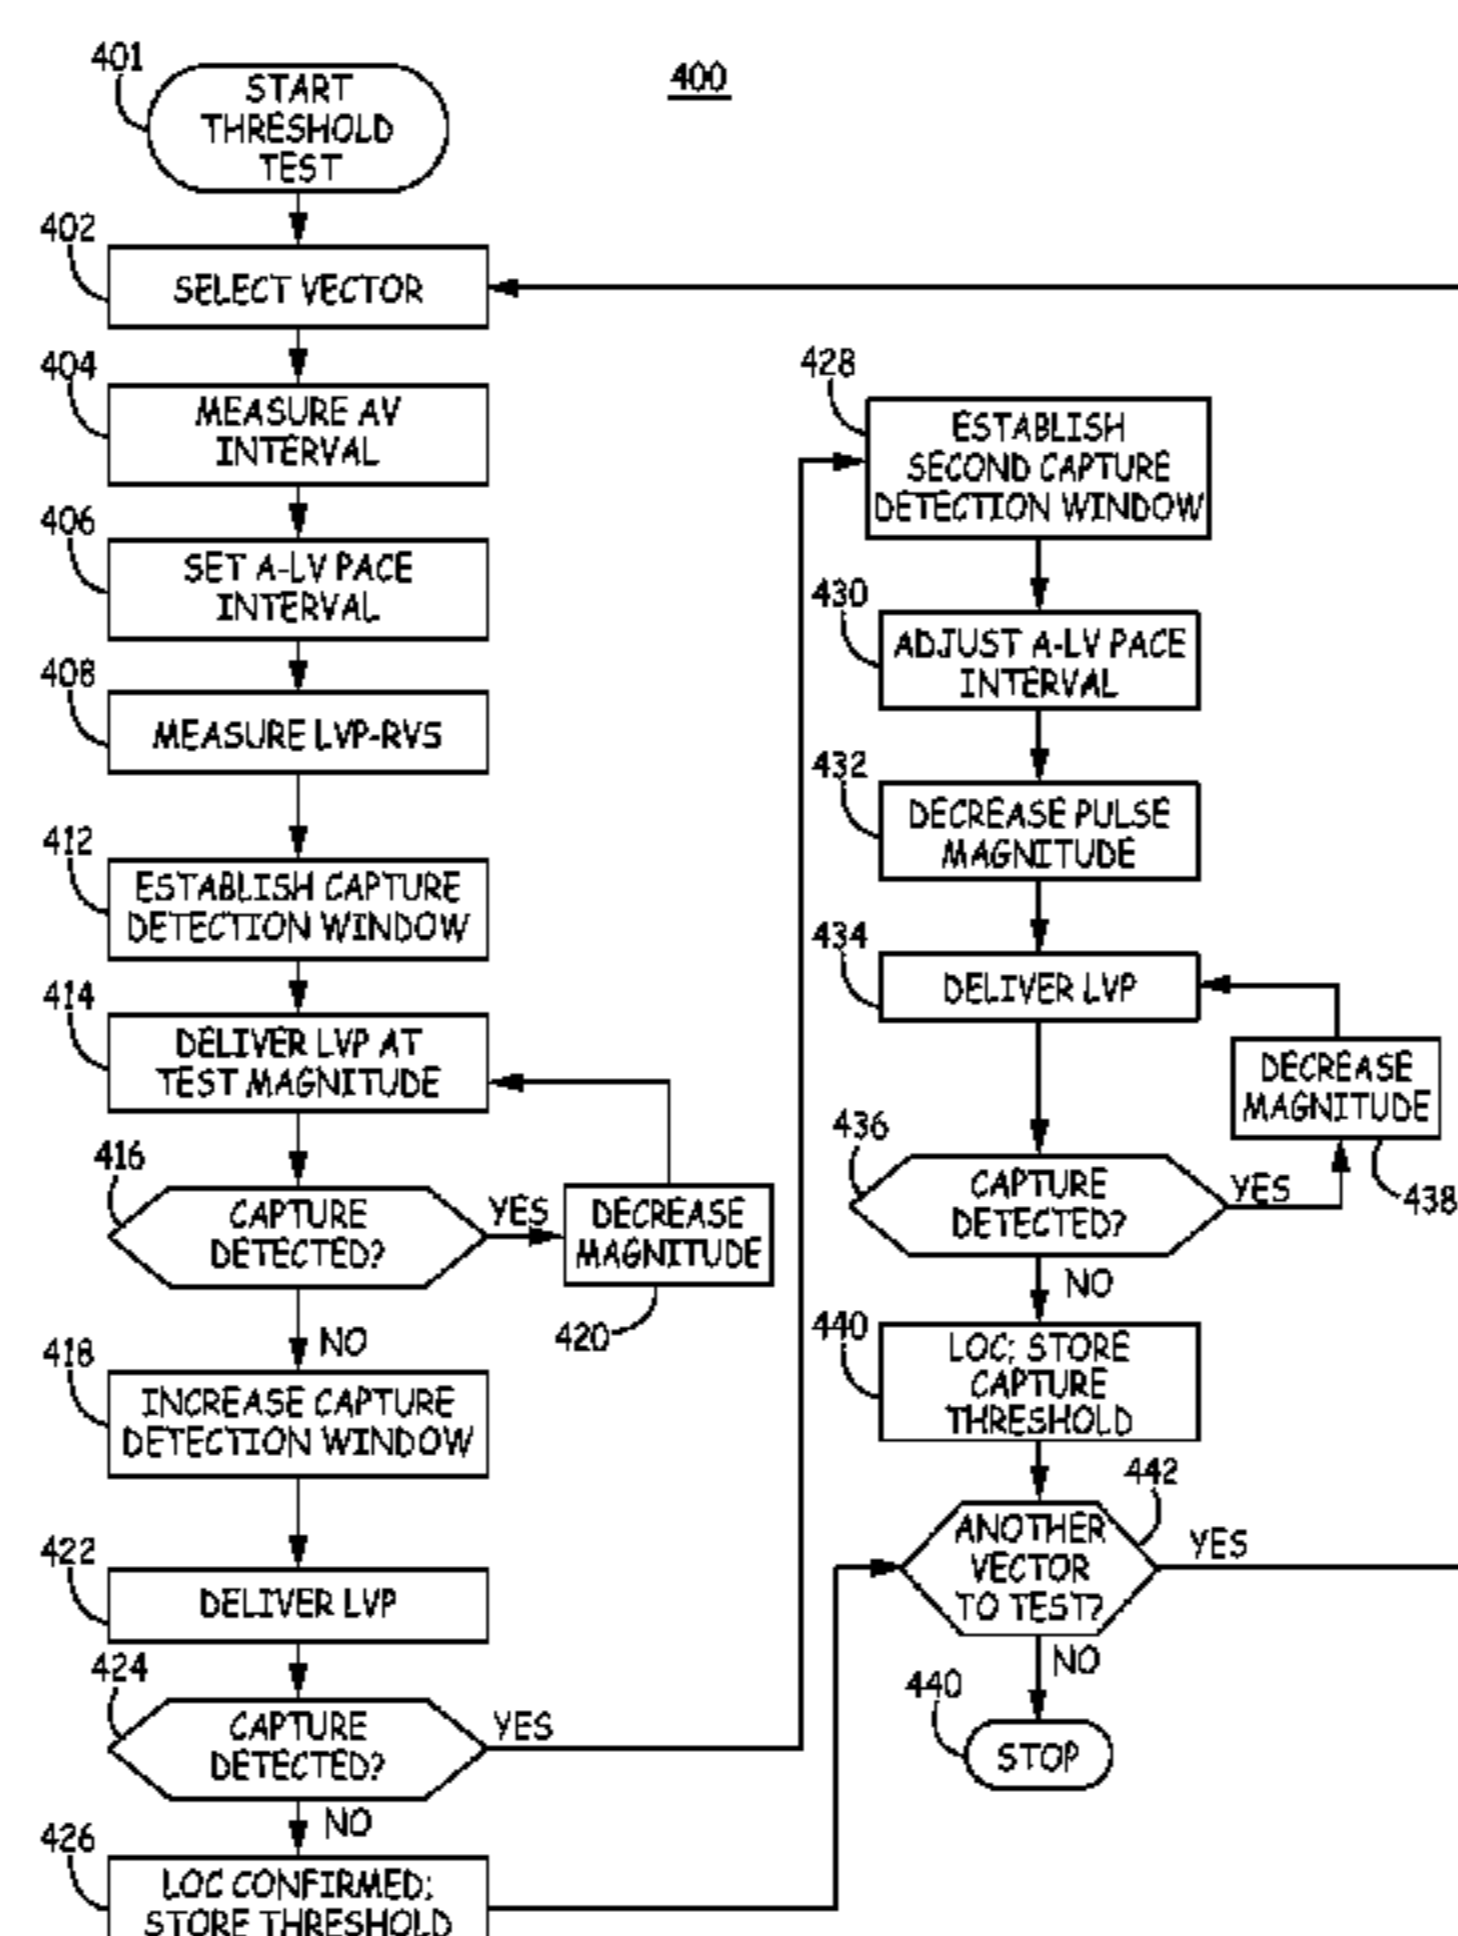 400
401
START
THRESHOLD
TEST
402
SELECT VECTOR
404
MEASURE AV
INTERVAL
406
SET A-LV PACE
INTERVAL
408
MEASURE LVP-RVS
412
ESTABLISH CAPTURE
DETECTION WINDOW
414
DELIVER LVP AT
TEST MAGNITUDE
416
CAPTURE
DETECTED?
YES
DECREASE
MAGNITUDE
420
NO
418
INCREASE CAPTURE
DETECTION WINDOW
422
DELIVER LVP
424
CAPTURE
DETECTED?
YES
NO
426
LOC CONFIRMED;
STORE THRESHOLD
428
ESTABLISH
SECOND CAPTURE
DETECTION WINDOW
430
ADJUST A-LV PACE
INTERVAL
432
DECREASE PULSE
MAGNITUDE
434
DELIVER LVP
DECREASE
MAGNITUDE
438
436
CAPTURE
DETECTED?
YES
NO
440
LOC; STORE
CAPTURE
THRESHOLD
442
ANOTHER
VECTOR
TO TEST?
YES
NO
440
STOP